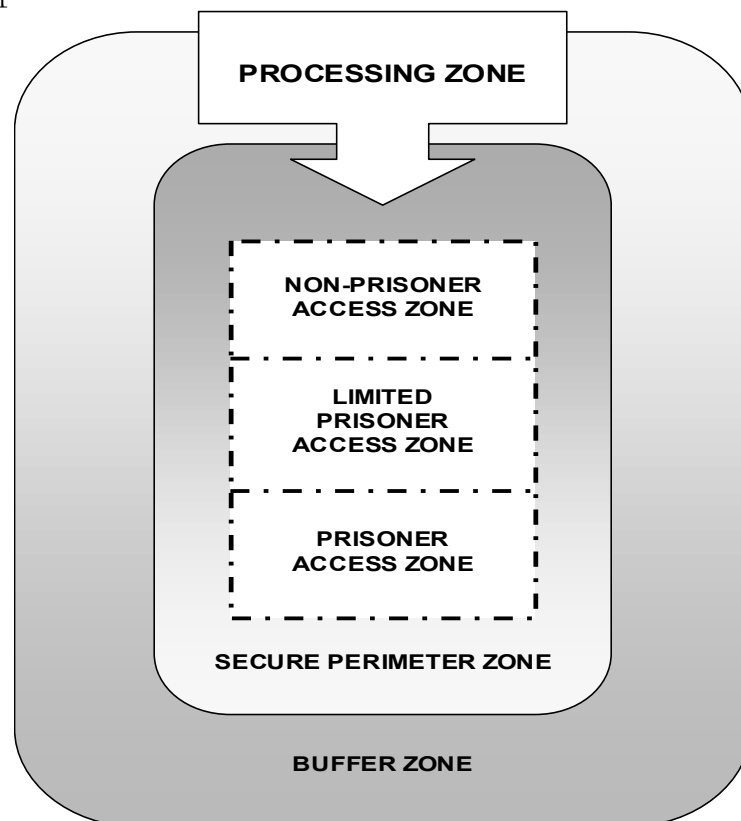 PROCESSING ZONE
NON-PRISONER
ACCESS ZONE
LIMITED
PRISONER
ACCESS ZONE
PRISONER
ACCESS ZONE
SECURE PERIMETER ZONE
BUFFER ZONE